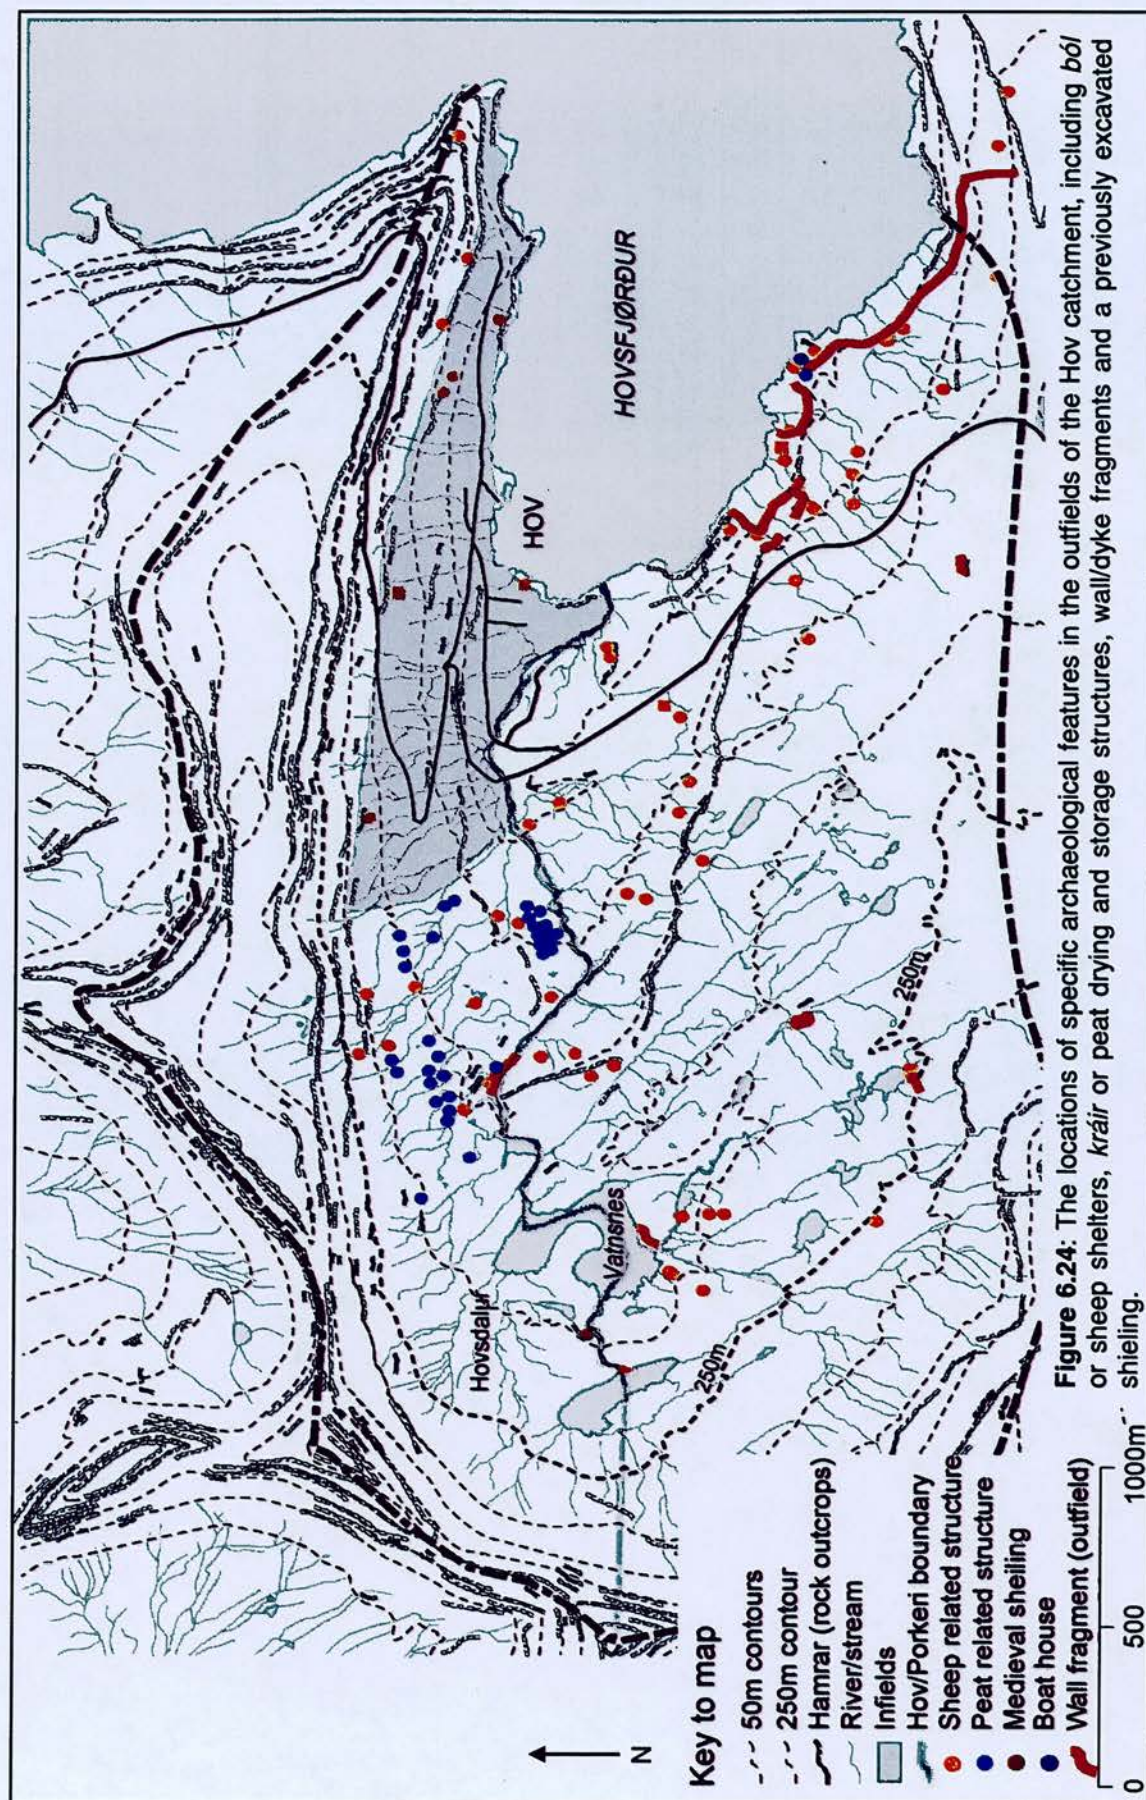 HOVSFJØRÐUR
HOV
Hovsdalur
Vatnsnes
250m
250m
N
Key to map
50m contours
250m contour
Hamrar (rock outcrops)
River/stream
Infields
Hov/Porkeri boundary
Sheep related structure
Peat related structure
Medieval sheiling
Boat house
Wall fragment (outfield)
0 500 1000m
Figure 6.24: The locations of specific archaeological features in the outfields of the Hov catchment, including ból
or sheep shelters, kráir or peat drying and storage structures, wall/dyke fragments and a previously excavated
shieling.